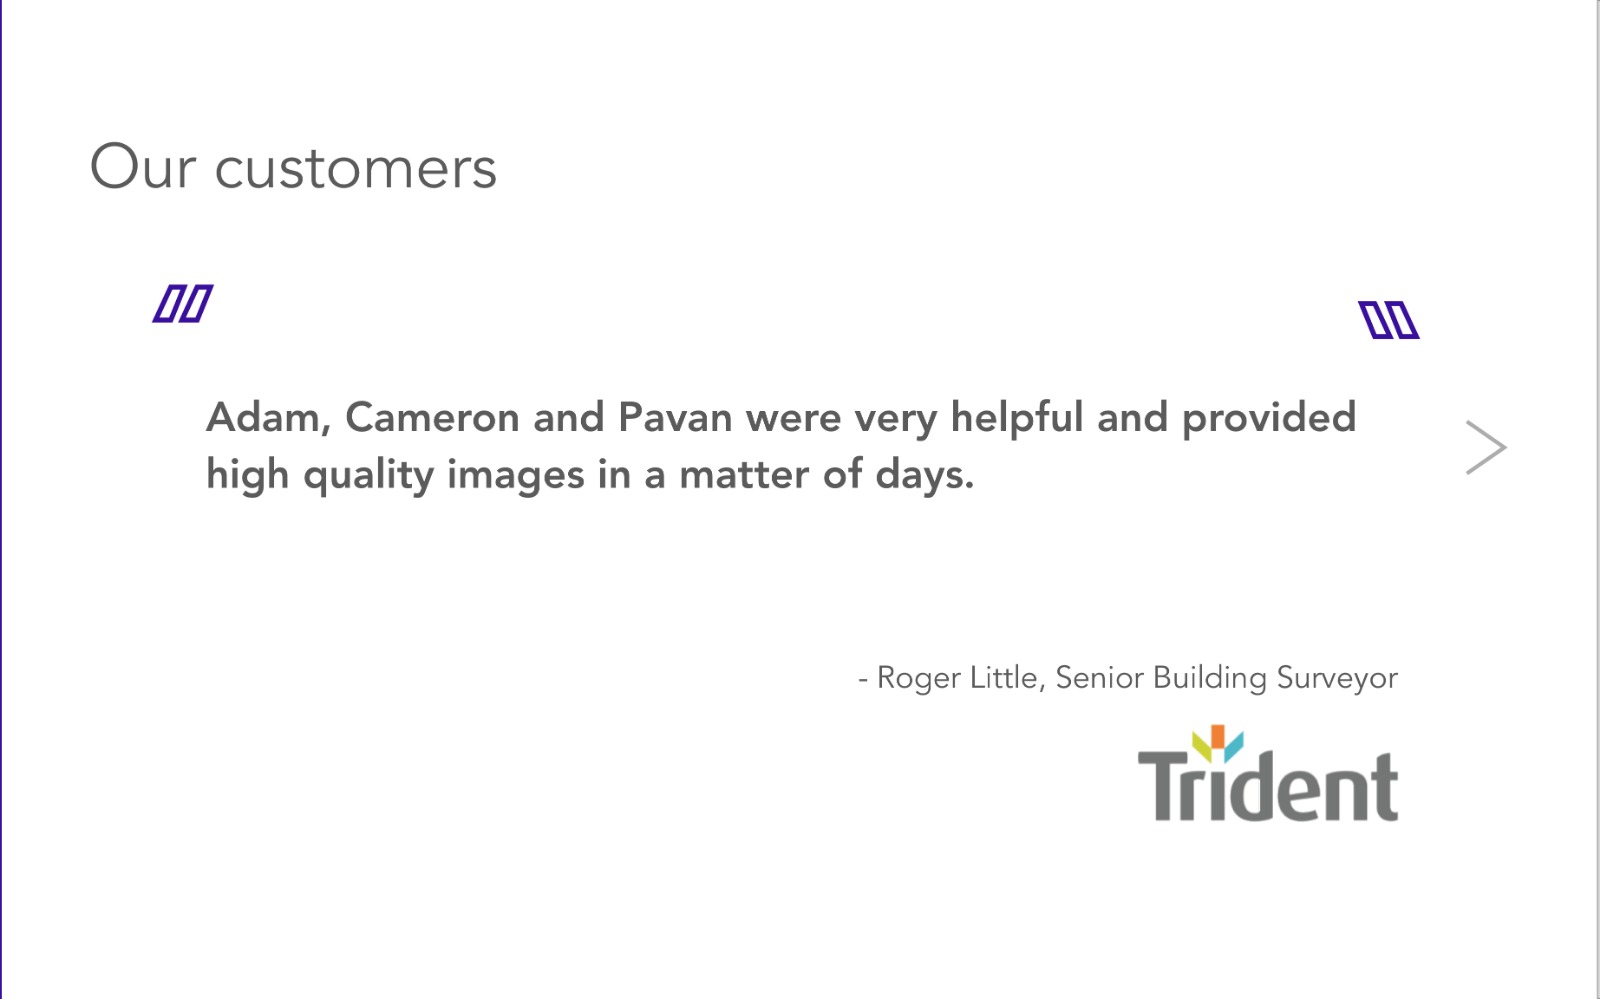 Our customers
Adam, Cameron and Pavan were very helpful and provided
high quality images in a matter of days.
- Roger Little, Senior Building Surveyor
Trident